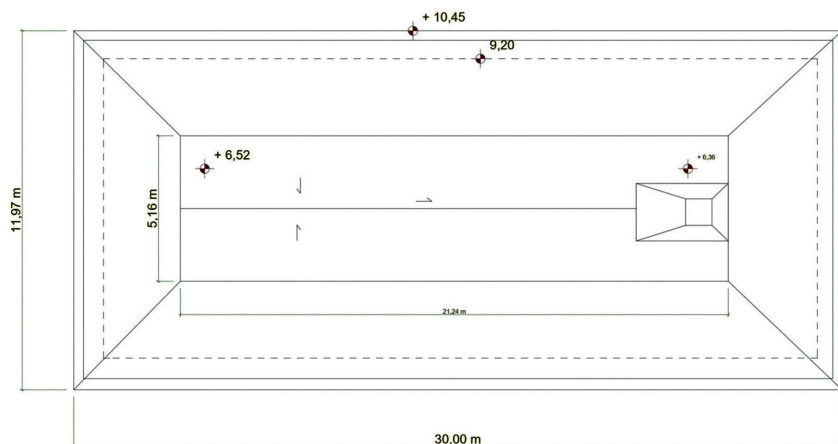 + 10,45
9,20
+ 6,52
+ 6,36
11,97 m
5,16 m
21,24 m
30,00 m